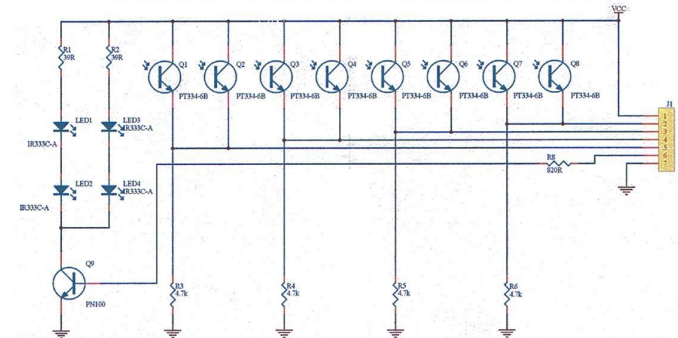 VCC
R1
39R
R2
39R
Q1
Q2
Q3
Q4
Q5
Q6
Q7
Q8
PT334-6B
PT334-6B
PT334-6B
PT334-6B
PT334-6B
PT334-6B
PT334-6B
PT334-6B
J1
1
2
3
4
5
6
7
LED1
LED3
IR333C-A
IR333C-A
R8
820R
LED2
LED4
IR333C-A
IR333C-A
Q9
PN100
R3
4.7k
R4
4.7k
R5
4.7k
R6
4.7k